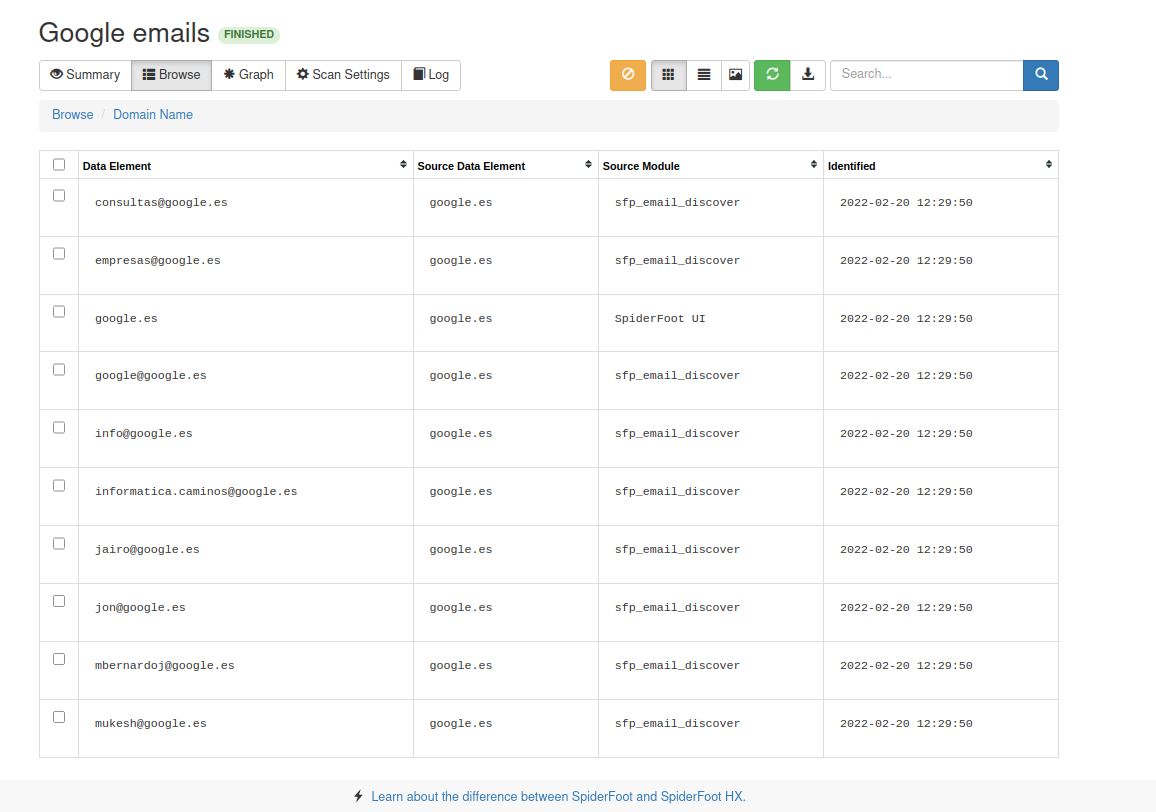 Google emails FINISHED
Summary Browse Graph Scan Settings Log Search...
Browse / Domain Name
Data Element Source Data Element Source Module Identified
consultas@google.es google.es sfp_email_discover 2022-02-20 12:29:50
empresas@google.es google.es sfp_email_discover 2022-02-20 12:29:50
google.es google.es SpiderFoot UI 2022-02-20 12:29:50
google@google.es google.es sfp_email_discover 2022-02-20 12:29:50
info@google.es google.es sfp_email_discover 2022-02-20 12:29:50
informatica.caminos@google.es google.es sfp_email_discover 2022-02-20 12:29:50
jairo@google.es google.es sfp_email_discover 2022-02-20 12:29:50
jon@google.es google.es sfp_email_discover 2022-02-20 12:29:50
mbernardoj@google.es google.es sfp_email_discover 2022-02-20 12:29:50
mukesh@google.es google.es sfp_email_discover 2022-02-20 12:29:50
Learn about the difference between SpiderFoot and SpiderFoot HX.